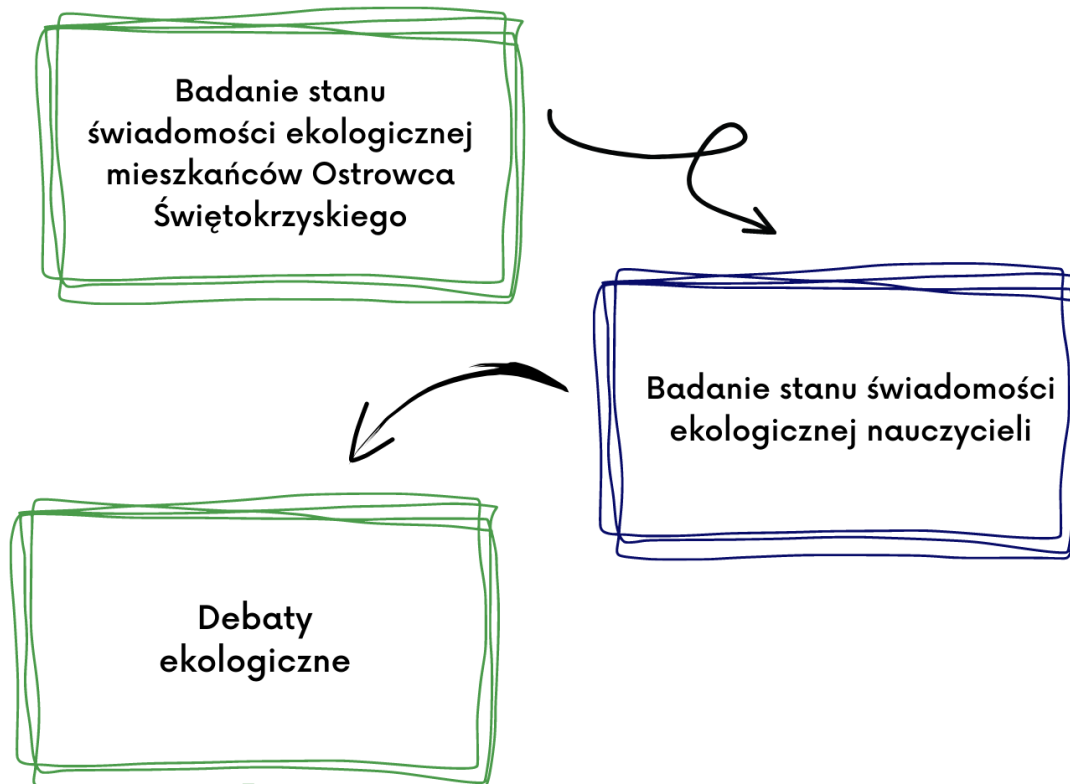 Badanie stanu
świadomości ekologicznej
mieszkańców Ostrowca
Świętokrzyskiego
Badanie stanu świadomości
ekologicznej nauczycieli
Debaty
ekologiczne